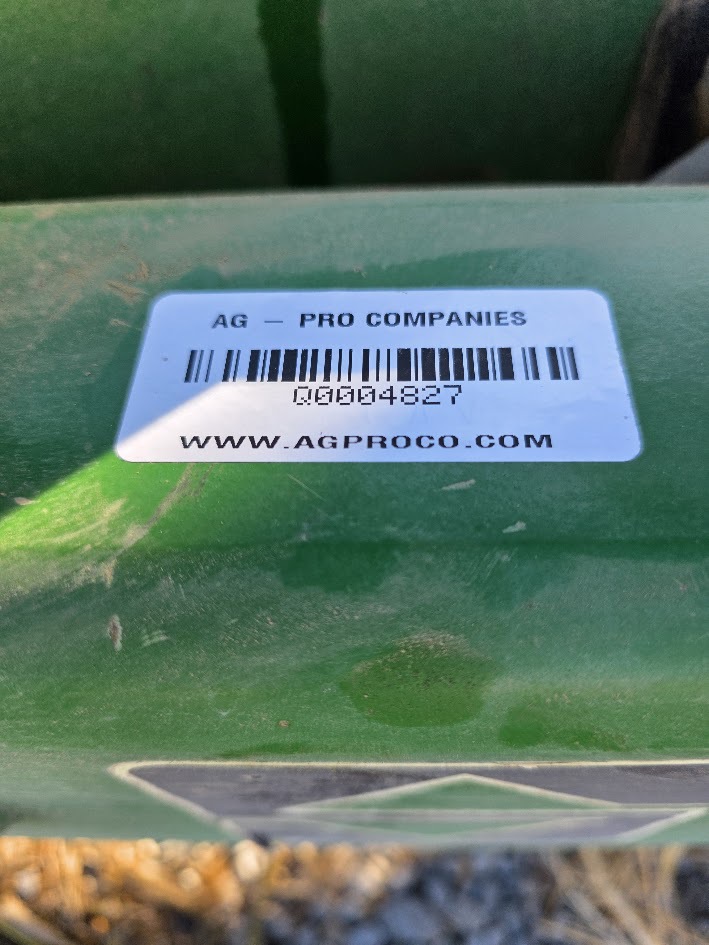 AG - PRO COMPANIES
Q0004827
WWW.AGPROCO.COM